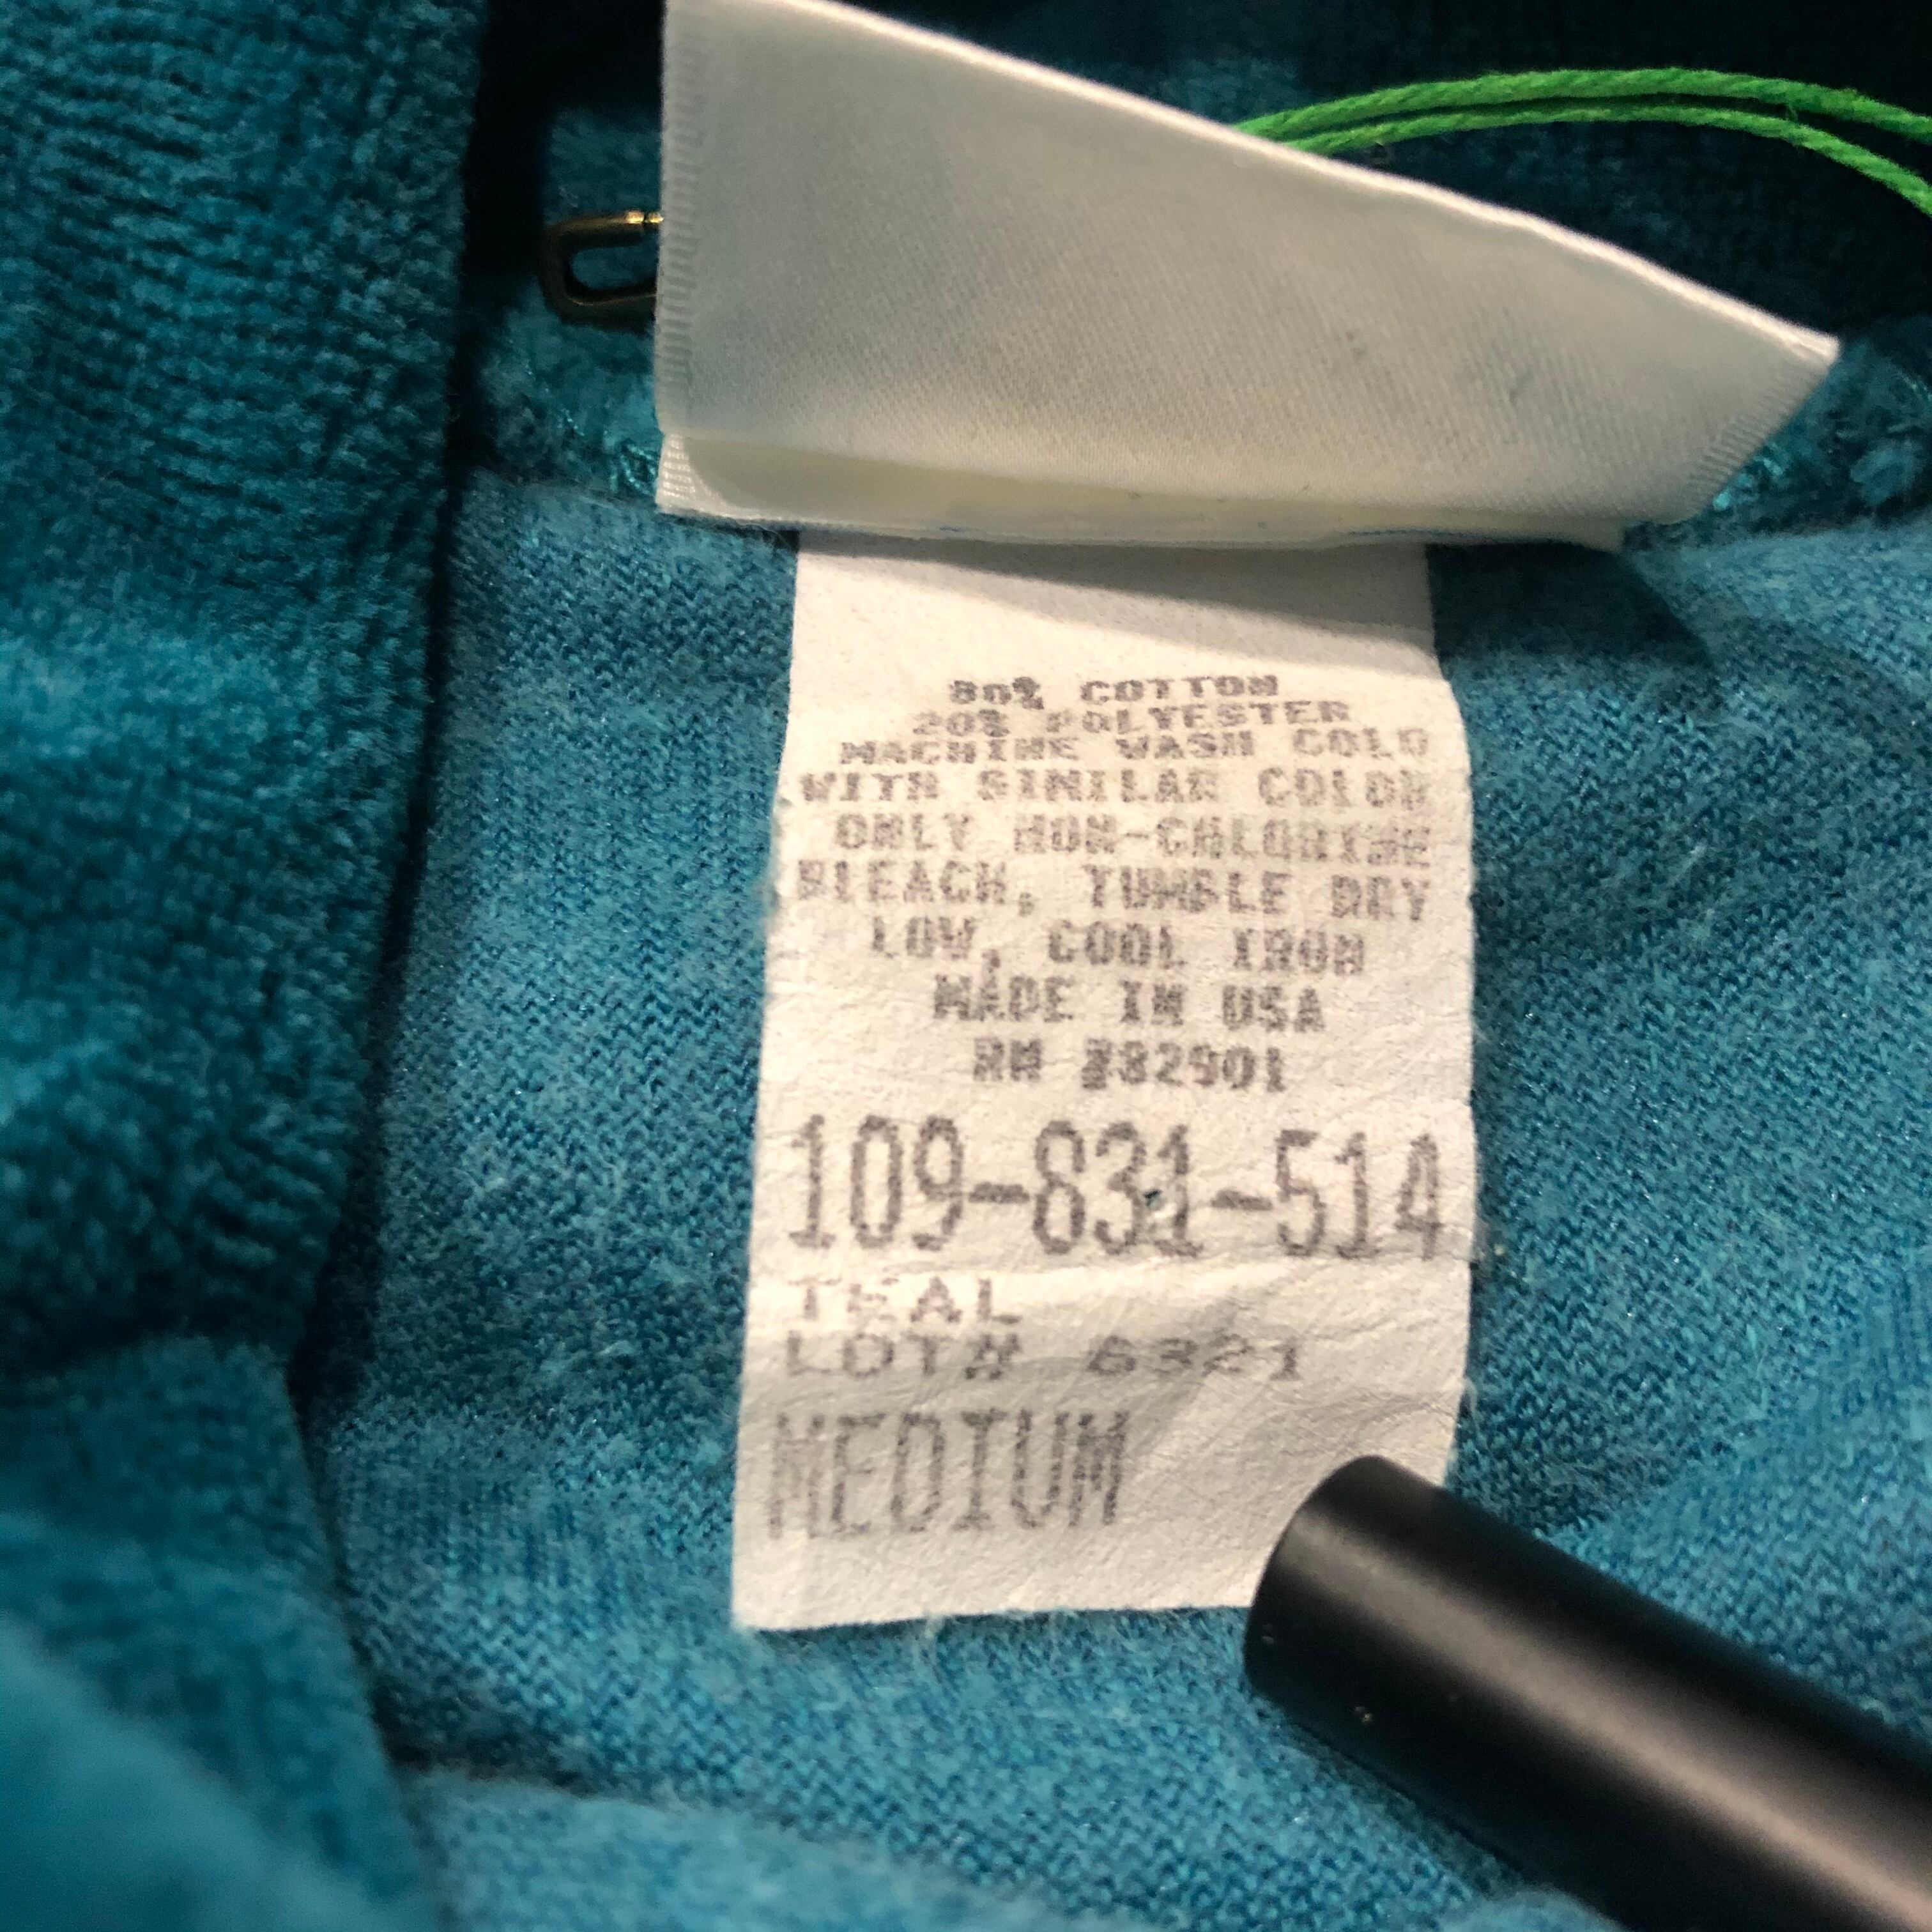 80% COTTON
20% POLYESTER
MACHINE WASH COLD
WITH SIMILAR COLOR
ONLY NON-CHLORINE
BLEACH, TUMBLE DRY
LOW, COOL IRON
MADE IN USA
RN #82901
109-831-514
TEAL
LOT# 6321
MEDIUM